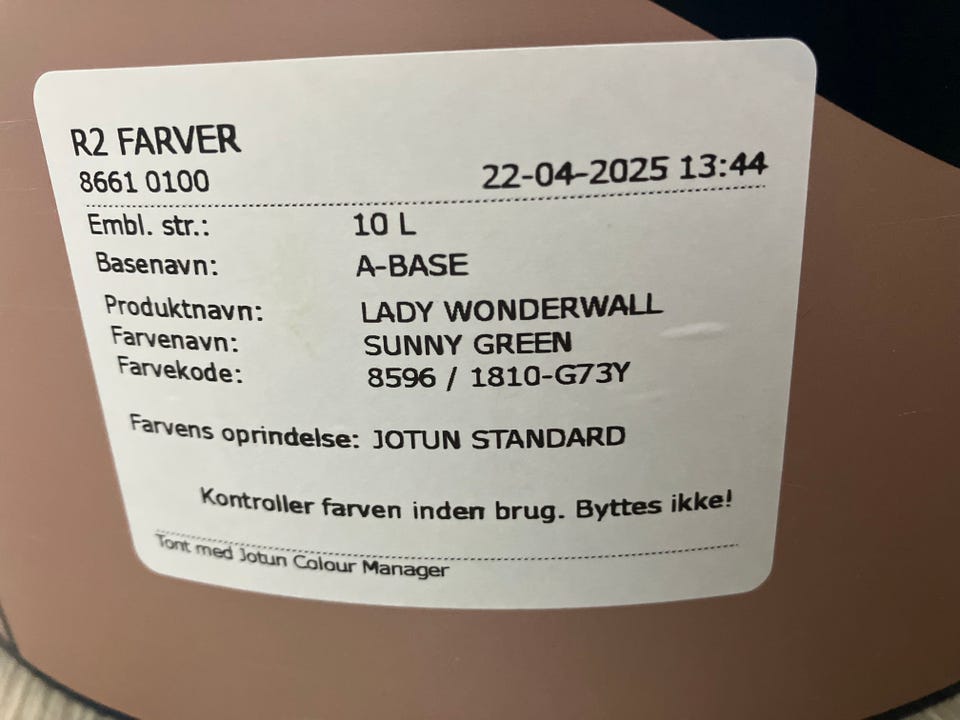 R2 FARVER
8661 0100 22-04-2025 13:44
Embl. str.: 10 L
Basenavn: A-BASE
Produktnavn: LADY WONDERWALL
Farvenavn: SUNNY GREEN
Farvekode: 8596 / 1810-G73Y
Farvens oprindelse: JOTUN STANDARD
Kontroller farven inden brug. Byttes ikke!
Tont med Jotun Colour Manager